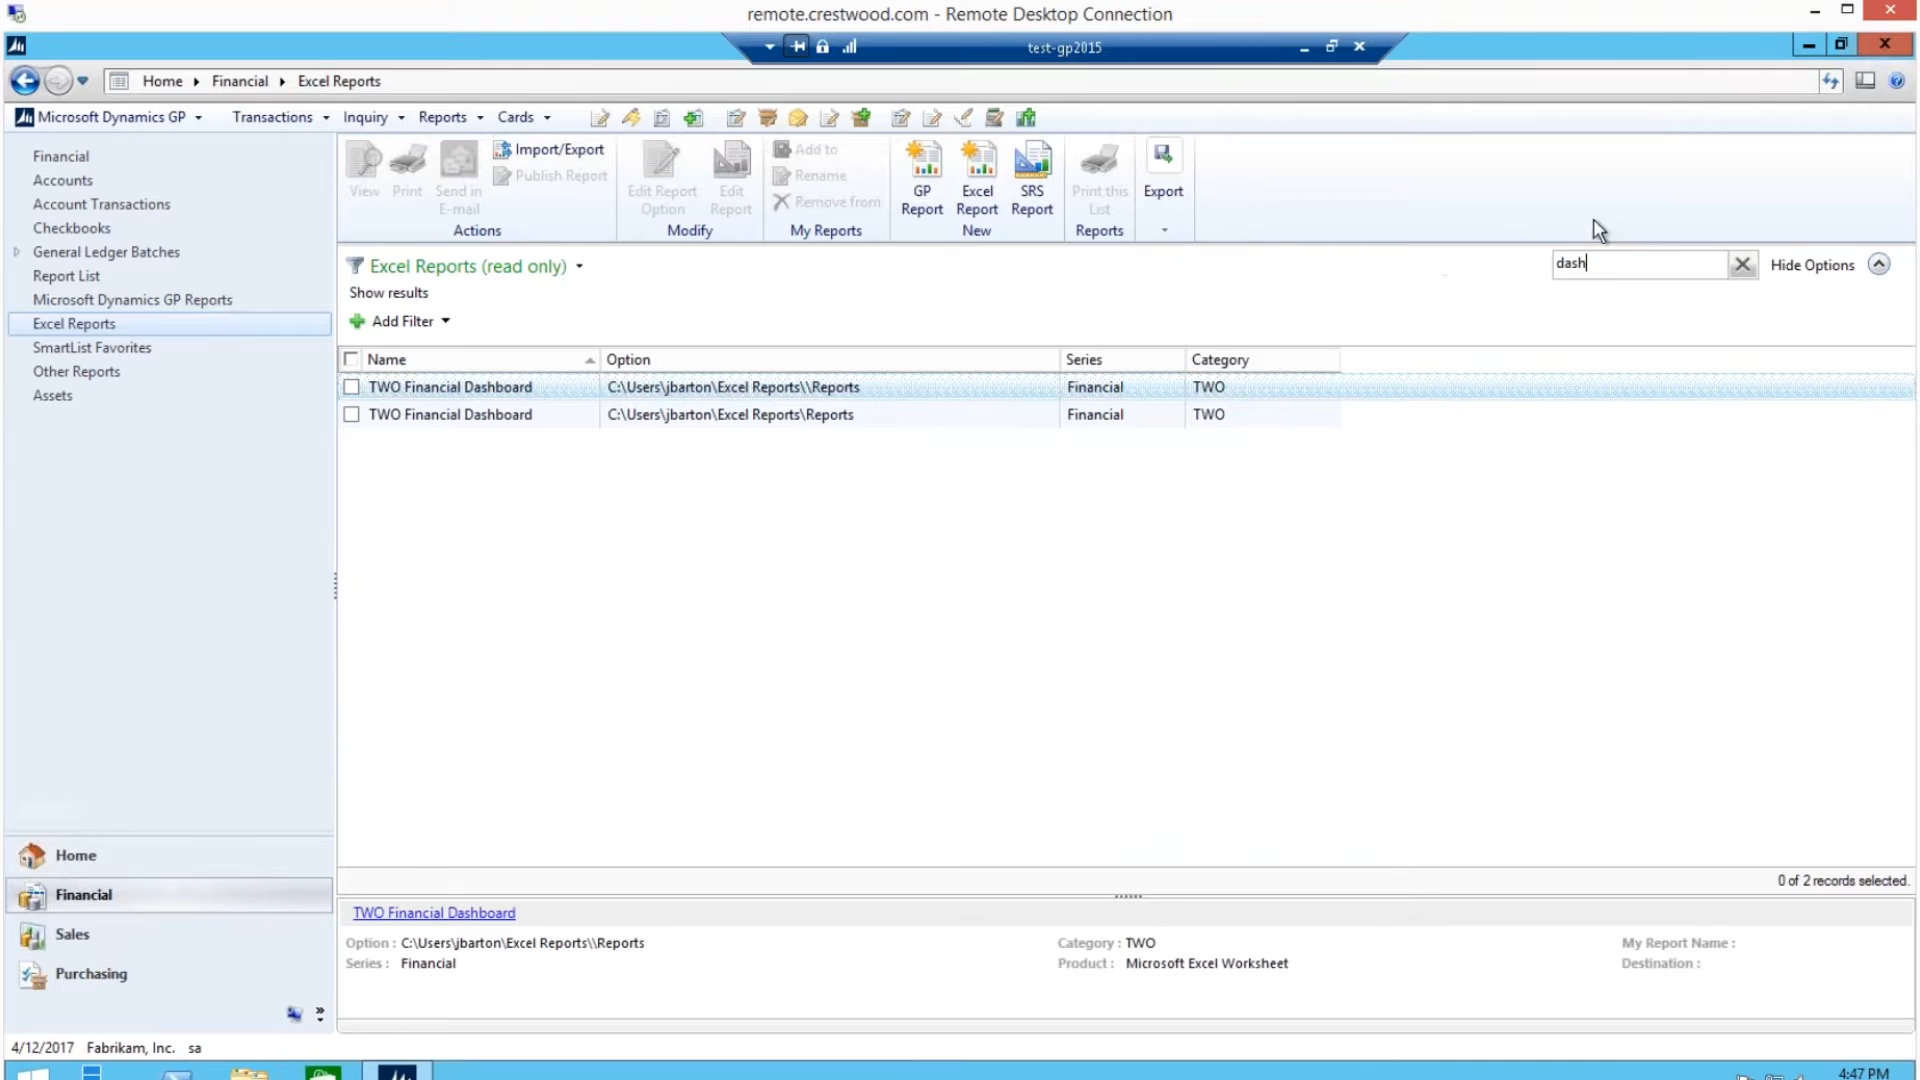 remote.crestwood.com - Remote Desktop Connection
test-gp2015
Home Financial Excel Reports
Microsoft Dynamics GP Transactions Inquiry Reports Cards
Financial
Accounts
Account Transactions
Checkbooks
General Ledger Batches
Report List
Microsoft Dynamics GP Reports
Excel Reports
SmartList Favorites
Other Reports
Assets
View
Print
Send in
E-mail
Import/Export
Publish Report
Actions
Edit Report
Option
Edit
Report
Modify
Add to
Rename
Remove from
My Reports
GP
Report
Excel
Report
SRS
Report
New
Print this
List
Reports
Export
Excel Reports (read only)
dash
Hide Options
Show results
Add Filter
Name Option Series Category
TWO Financial Dashboard C:\Users\jbarton\Excel Reports\\Reports Financial TWO
TWO Financial Dashboard C:\Users\jbarton\Excel Reports\Reports Financial TWO
0 of 2 records selected.
TWO Financial Dashboard
Option : C:\Users\jbarton\Excel Reports\\Reports Category : TWO My Report Name :
Series : Financial Product : Microsoft Excel Worksheet Destination :
Home
Financial
Sales
Purchasing
4/12/2017 Fabrikam, Inc. sa
4:47 PM